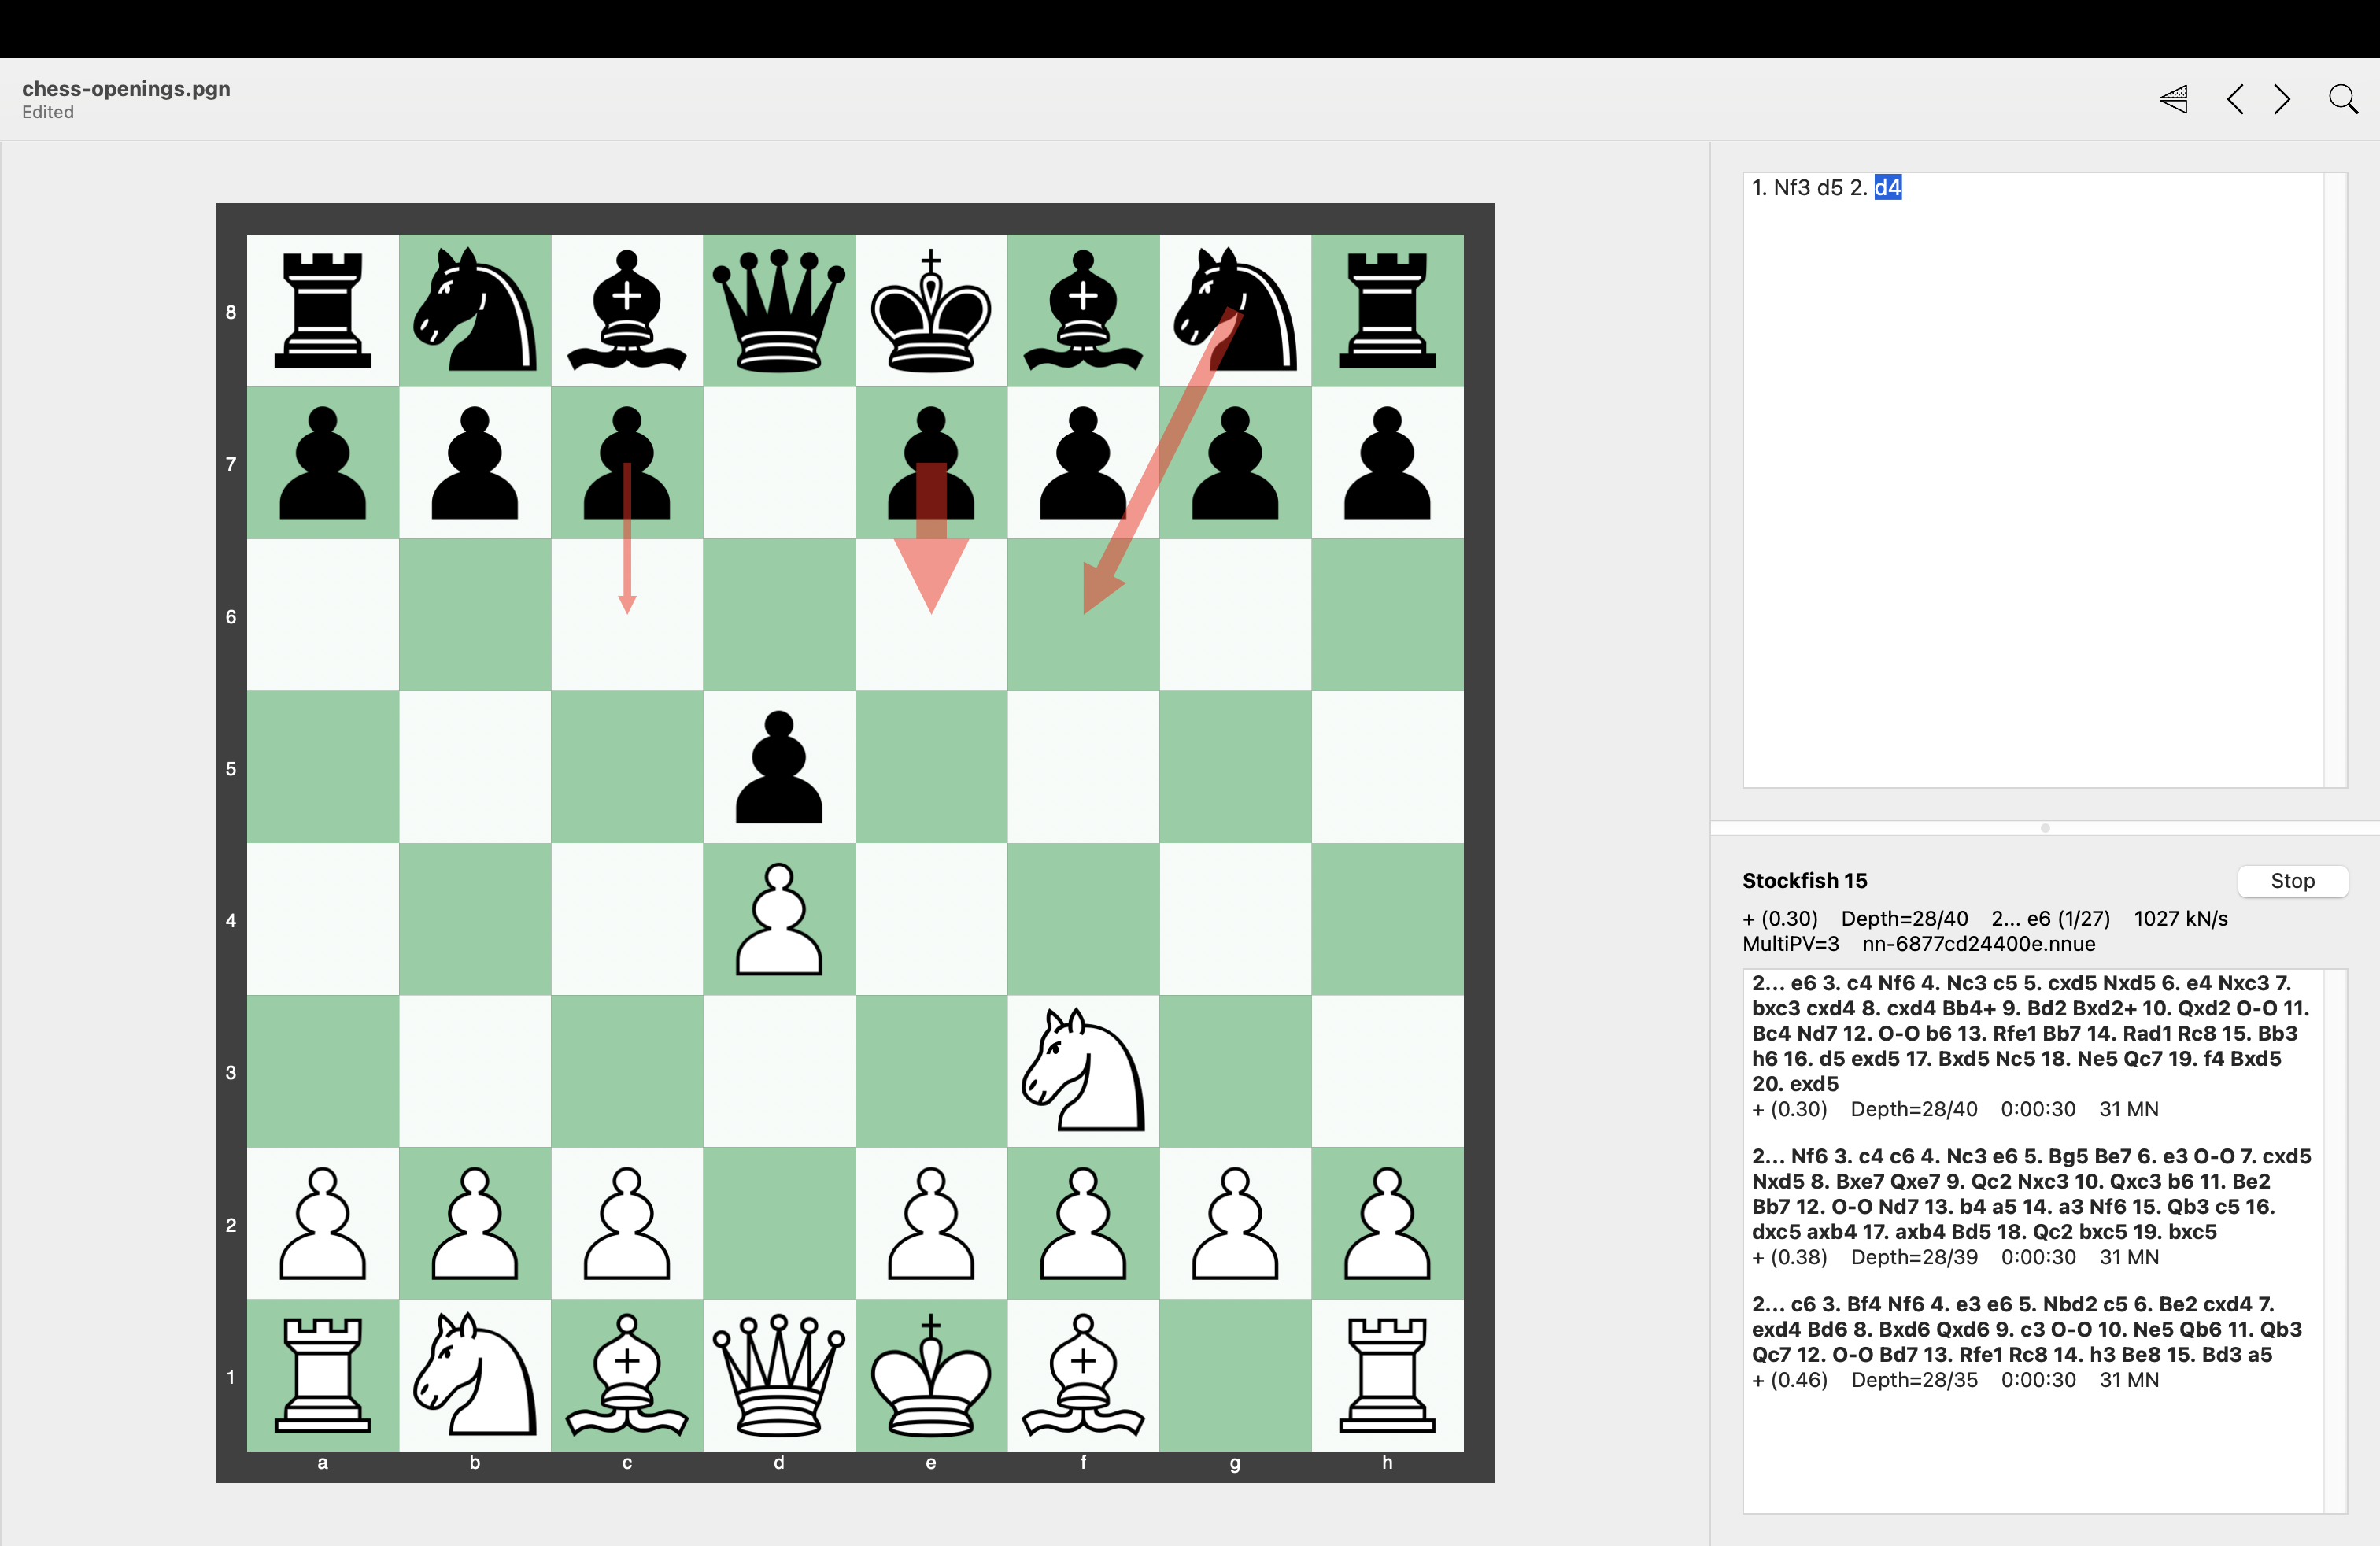 chess-openings.pgn
Edited
1. Nf3 d5 2. d4
8
7
6
5
4
3
2
1
a b c d e f g h
Stockfish 15
Stop
+ (0.30) Depth=28/40 2... e6 (1/27) 1027 kN/s
MultiPV=3 nn-6877cd24400e.nnue
2... e6 3. c4 Nf6 4. Nc3 c5 5. cxd5 Nxd5 6. e4 Nxc3 7.
bxc3 cxd4 8. cxd4 Bb4+ 9. Bd2 Bxd2+ 10. Qxd2 O-O 11.
Bc4 Nd7 12. O-O b6 13. Rfe1 Bb7 14. Rad1 Rc8 15. Bb3
h6 16. d5 exd5 17. Bxd5 Nc5 18. Ne5 Qc7 19. f4 Bxd5
20. exd5
+ (0.30) Depth=28/40 0:00:30 31 MN
2... Nf6 3. c4 c6 4. Nc3 e6 5. Bg5 Be7 6. e3 O-O 7. cxd5
Nxd5 8. Bxe7 Qxe7 9. Qc2 Nxc3 10. Qxc3 b6 11. Be2
Bb7 12. O-O Nd7 13. b4 a5 14. a3 Nf6 15. Qb3 c5 16.
dxc5 axb4 17. axb4 Bd5 18. Qc2 bxc5 19. bxc5
+ (0.38) Depth=28/39 0:00:30 31 MN
2... c6 3. Bf4 Nf6 4. e3 e6 5. Nbd2 c5 6. Be2 cxd4 7.
exd4 Bd6 8. Bxd6 Qxd6 9. c3 O-O 10. Ne5 Qb6 11. Qb3
Qc7 12. O-O Bd7 13. Rfe1 Rc8 14. h3 Be8 15. Bd3 a5
+ (0.46) Depth=28/35 0:00:30 31 MN